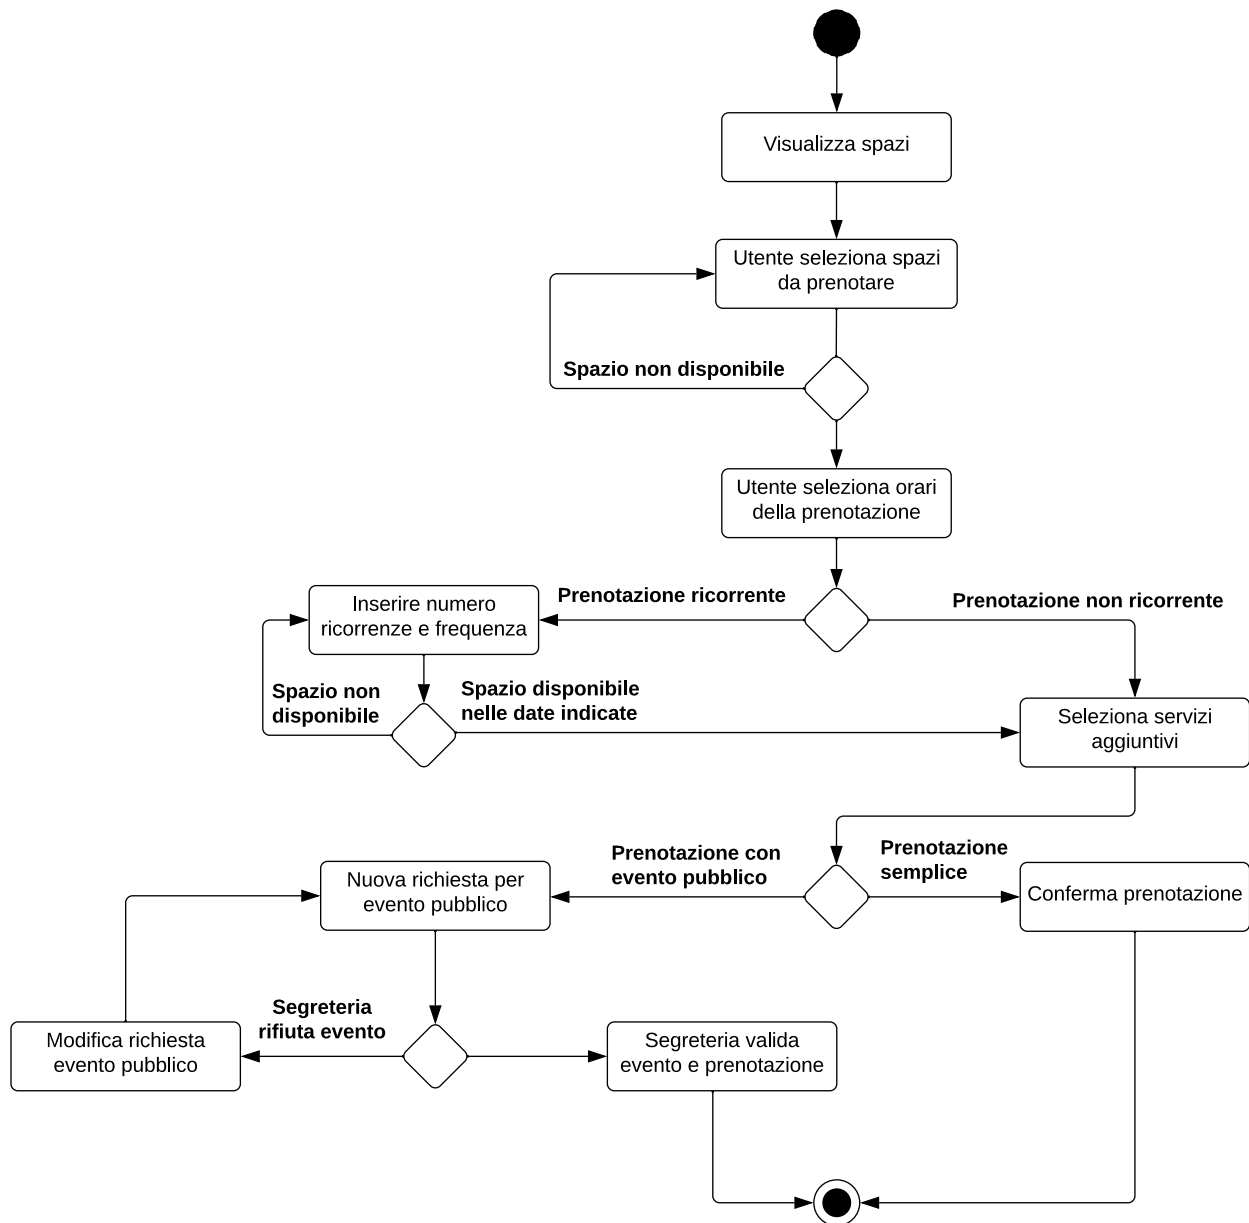 Visualizza spazi
Utente seleziona spazi
da prenotare
Spazio non disponibile
Utente seleziona orari
della prenotazione
Inserire numero
ricorrenze e frequenza
Prenotazione ricorrente
Prenotazione non ricorrente
Spazio non
disponibile
Spazio disponibile
nelle date indicate
Seleziona servizi
aggiuntivi
Nuova richiesta per
evento pubblico
Prenotazione con
evento pubblico
Prenotazione
semplice
Conferma prenotazione
Modifica richiesta
evento pubblico
Segreteria
rifiuta evento
Segreteria valida
evento e prenotazione